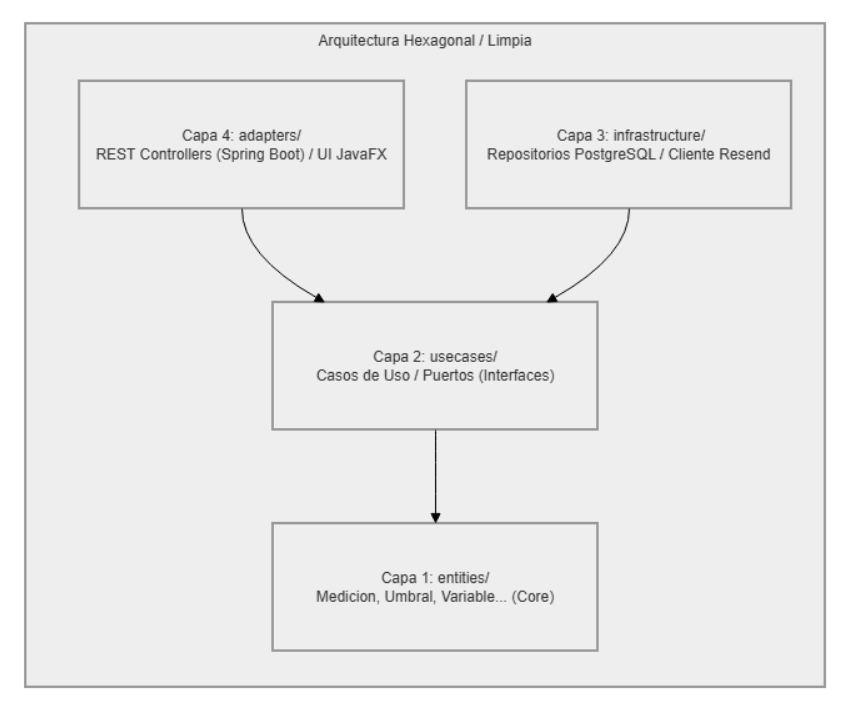 Arquitectura Hexagonal / Limpia
Capa 4: adapters/
REST Controllers (Spring Boot) / UI JavaFX
Capa 3: infrastructure/
Repositorios PostgreSQL / Cliente Resend
Capa 2: usecases/
Casos de Uso / Puertos (Interfaces)
Capa 1: entities/
Medicion, Umbral, Variable... (Core)